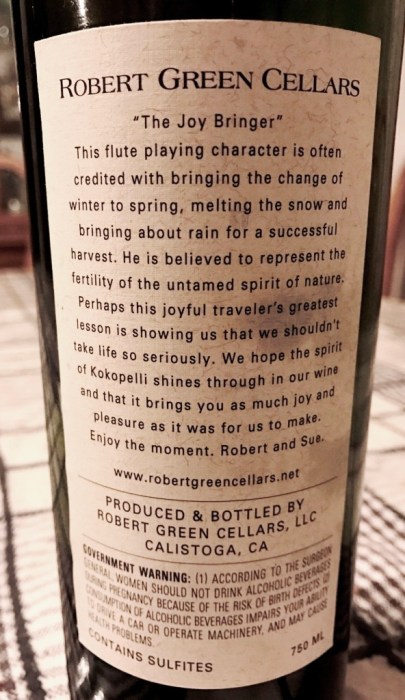 ROBERT GREEN CELLARS
"The Joy Bringer"
This flute playing character is often
credited with bringing the change of
winter to spring, melting the snow and
bringing about rain for a successful
harvest. He is believed to represent the
fertility of the untamed spirit of nature.
Perhaps this joyful traveler's greatest
lesson is showing us that we shouldn't
take life so seriously. We hope the spirit
of Kokopelli shines through in our wine
and that it brings you as much joy and
pleasure as it was for us to make.
Enjoy the moment. Robert and Sue.
www.robertgreencellars.net
PRODUCED & BOTTLED BY
ROBERT GREEN CELLARS, LLC
CALISTOGA, CA
GOVERNMENT WARNING: (1) ACCORDING TO THE SURGEON
GENERAL, WOMEN SHOULD NOT DRINK ALCOHOLIC BEVERAGES
DURING PREGNANCY BECAUSE OF THE RISK OF BIRTH DEFECTS. (2)
CONSUMPTION OF ALCOHOLIC BEVERAGES IMPAIRS YOUR ABILITY
TO DRIVE A CAR OR OPERATE MACHINERY, AND MAY CAUSE
HEALTH PROBLEMS.
CONTAINS SULFITES
750 ML